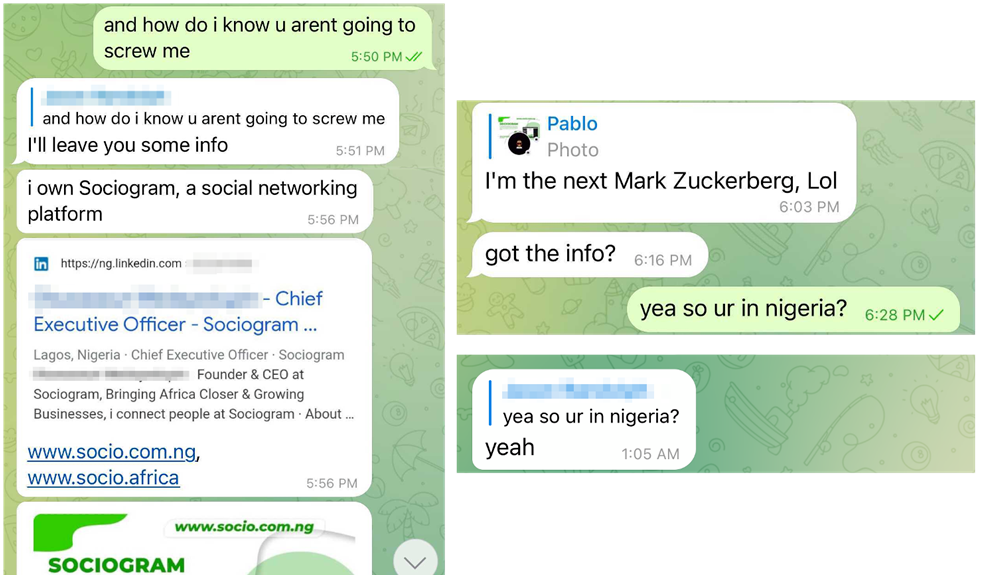 and how do i know u arent going to
screw me
5:50 PM
and how do i know u arent going to screw me
I'll leave you some info
5:51 PM
i own Sociogram, a social networking
platform
5:56 PM
https://ng.linkedin.com
- Chief
Executive Officer - Sociogram ...
Lagos, Nigeria · Chief Executive Officer · Sociogram
Founder & CEO at
Sociogram, Bringing Africa Closer & Growing
Businesses, i connect people at Sociogram · About ...
www.socio.com.ng,
www.socio.africa
5:56 PM
www.socio.com.ng
SOCIOGRAM
Pablo
Photo
I'm the next Mark Zuckerberg, Lol
6:03 PM
got the info?
6:16 PM
yea so ur in nigeria?
6:28 PM
yea so ur in nigeria?
yeah
1:05 AM